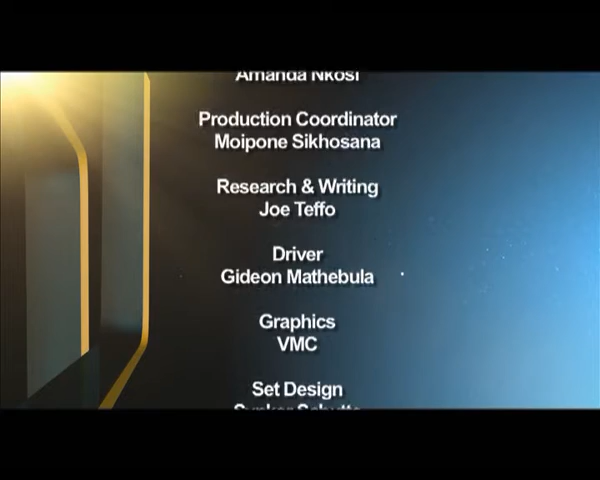 Amanda Nkosi
Production Coordinator
Moipone Sikhosana
Research & Writing
Joe Teffo
Driver
Gideon Mathebula
Graphics
VMC
Set Design